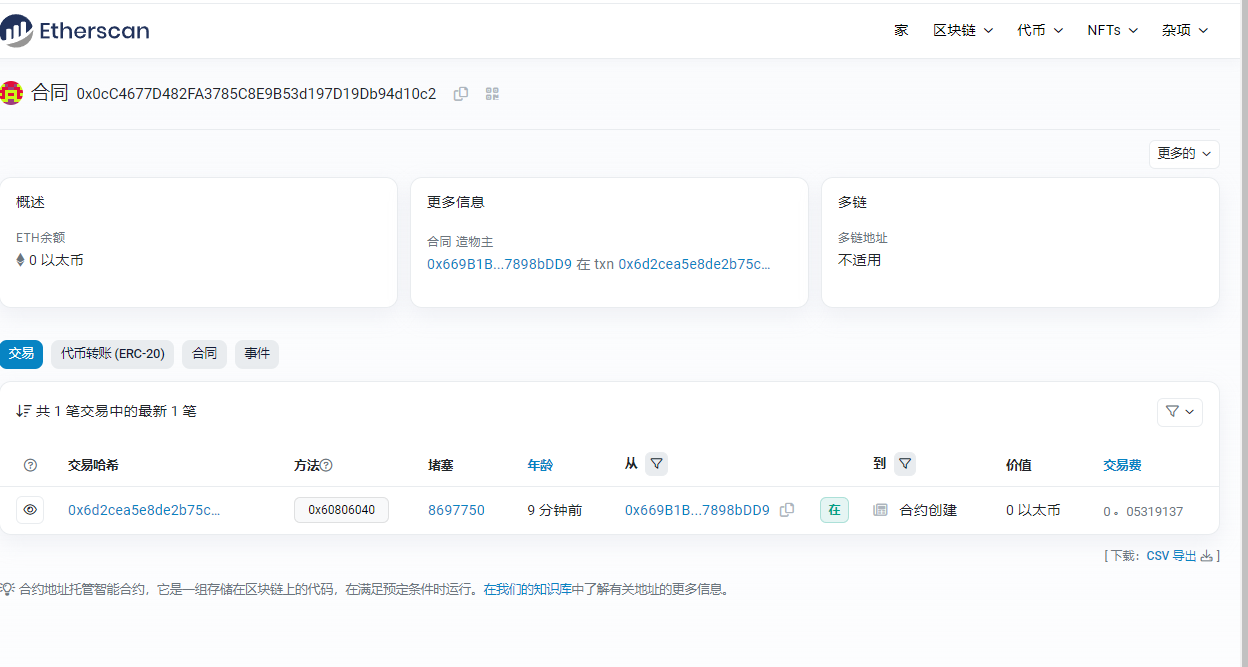 Etherscan 家 区块链 代币 NFTs 杂项
合同 0x0cC4677D482FA3785C8E9B53d197D19Db94d10c2
更多的
概述 更多信息 多链
ETH余额 合同 造物主 多链地址
0 以太币 0x669B1B...7898bDD9 在 txn 0x6d2cea5e8de2b75c... 不适用
交易 代币转账 (ERC-20) 合同 事件
共 1 笔交易中的最新 1 笔
交易哈希 方法 堵塞 年龄 从 到 价值 交易费
0x6d2cea5e8de2b75c... 0x60806040 8697750 9 分钟前 0x669B1B...7898bDD9 在 合约创建 0 以太币 0。05319137
[ 下载：CSV 导出 ]
合约地址托管智能合约，它是一组存储在区块链上的代码，在满足预定条件时运行。在我们的知识库中了解有关地址的更多信息。